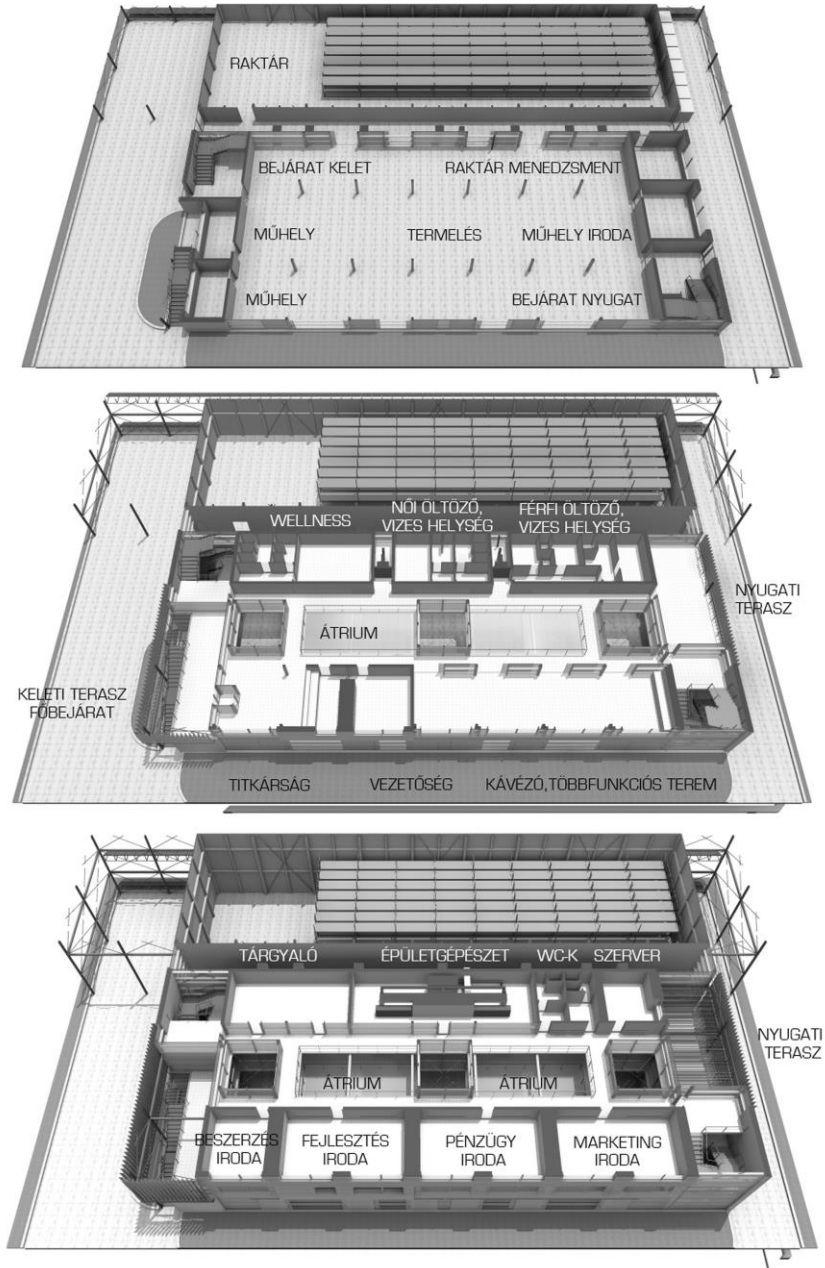 RAKTÁR
BEJÁRAT KELET
RAKTÁR MENEDZSMENT
MŰHELY
TERMELÉS
MŰHELY IRODA
MŰHELY
BEJÁRAT NYUGAT
WELLNESS
NŐI ÖLTÖZŐ,
VIZES HELYSÉG
FÉRFI ÖLTÖZŐ,
VIZES HELYSÉG
NYUGATI
TERASZ
ÁTRIUM
KELETI TERASZ
FŐBEJÁRAT
TITKÁRSÁG
VEZETŐSÉG
KÁVÉZÓ,TÖBBFUNKCIÓS TEREM
TÁRGYALÓ
ÉPÜLETGÉPÉSZET
WC-K
SZERVER
NYUGATI
TERASZ
ÁTRIUM
ÁTRIUM
BESZERZÉS
IRODA
FEJLESZTÉS
IRODA
PÉNZÜGY
IRODA
MARKETING
IRODA